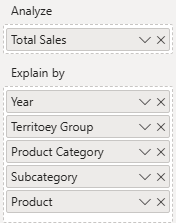 Analyze
Total Sales
Explain by
Year
Territoey Group
Product Category
Subcategory
Product